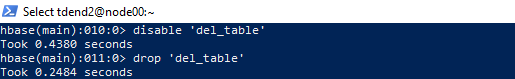 Select tdend2@node00:~
hbase(main):010:0> disable 'del_table'
Took 0.4380 seconds
hbase(main):011:0> drop 'del_table'
Took 0.2484 seconds